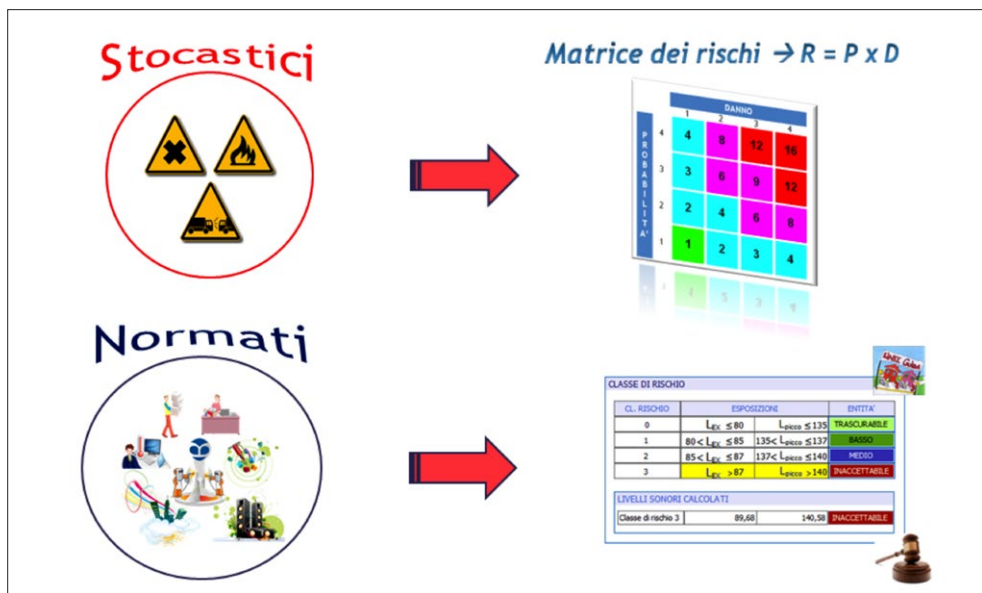 Stocastici
Matrice dei rischi → R = P x D
DANNO
1 2 3 4
PROBABILITA'
4 4 8 12 16
3 3 6 9 12
2 2 4 6 8
1 1 2 3 4
Normati
CLASSE DI RISCHIO
CL. RISCHIO ESPOSIZIONI ENTITA'
0 LEX ≤ 80 Lpicco ≤ 135 TRASCURABILE
1 80 < LEX ≤ 85 135 < Lpicco ≤ 137 BASSO
2 85 < LEX ≤ 87 137 < Lpicco ≤ 140 MEDIO
3 LEX > 87 Lpicco > 140 INACCETTABILE
LIVELLI SONORI CALCOLATI
Classe di rischio 3 89,68 140,58 INACCETTABILE